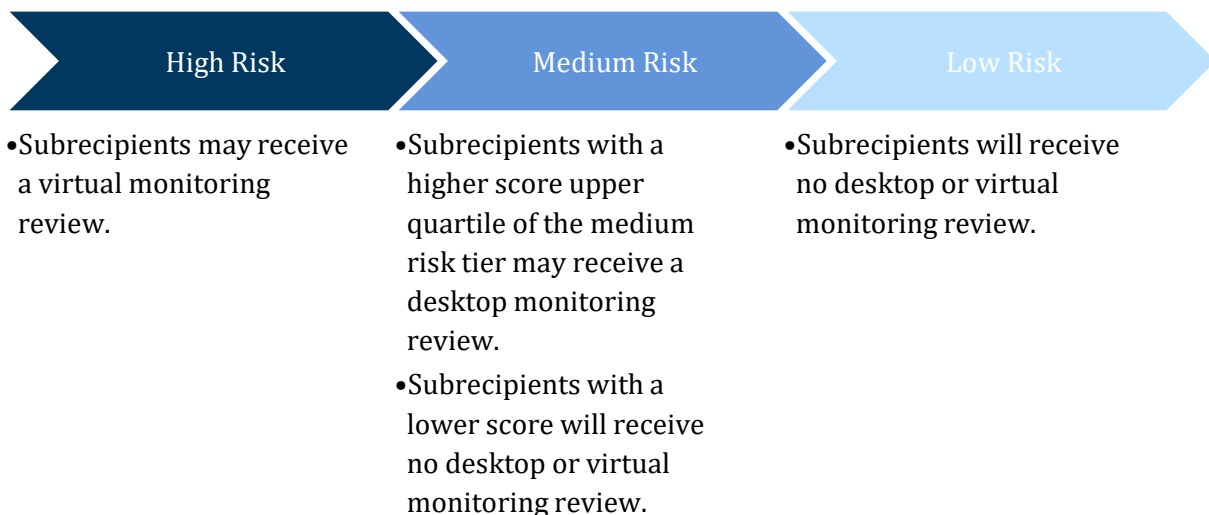 High Risk
Medium Risk
Low Risk
•Subrecipients may receive
a virtual monitoring
review.
•Subrecipients with a
higher score upper
quartile of the medium
risk tier may receive a
desktop monitoring
review.
•Subrecipients with a
lower score will receive
no desktop or virtual
monitoring review.
•Subrecipients will receive
no desktop or virtual
monitoring review.